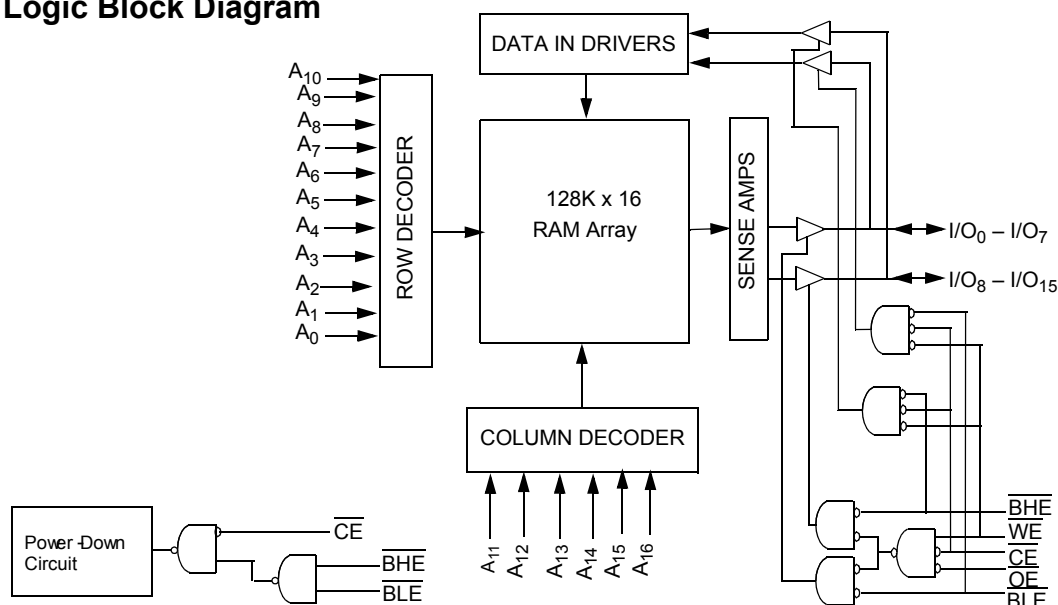 Logic Block Diagram
DATA IN DRIVERS
A10
A9
A8
A7
A6
A5
A4
A3
A2
A1
A0
ROW DECODER
128K x 16
RAM Array
SENSE AMPS
I/O0 – I/O7
I/O8 – I/O15
COLUMN DECODER
A11
A12
A13
A14
A15
A16
Power-Down
Circuit
CE
BHE
BLE
BHE
WE
CE
OE
BLE